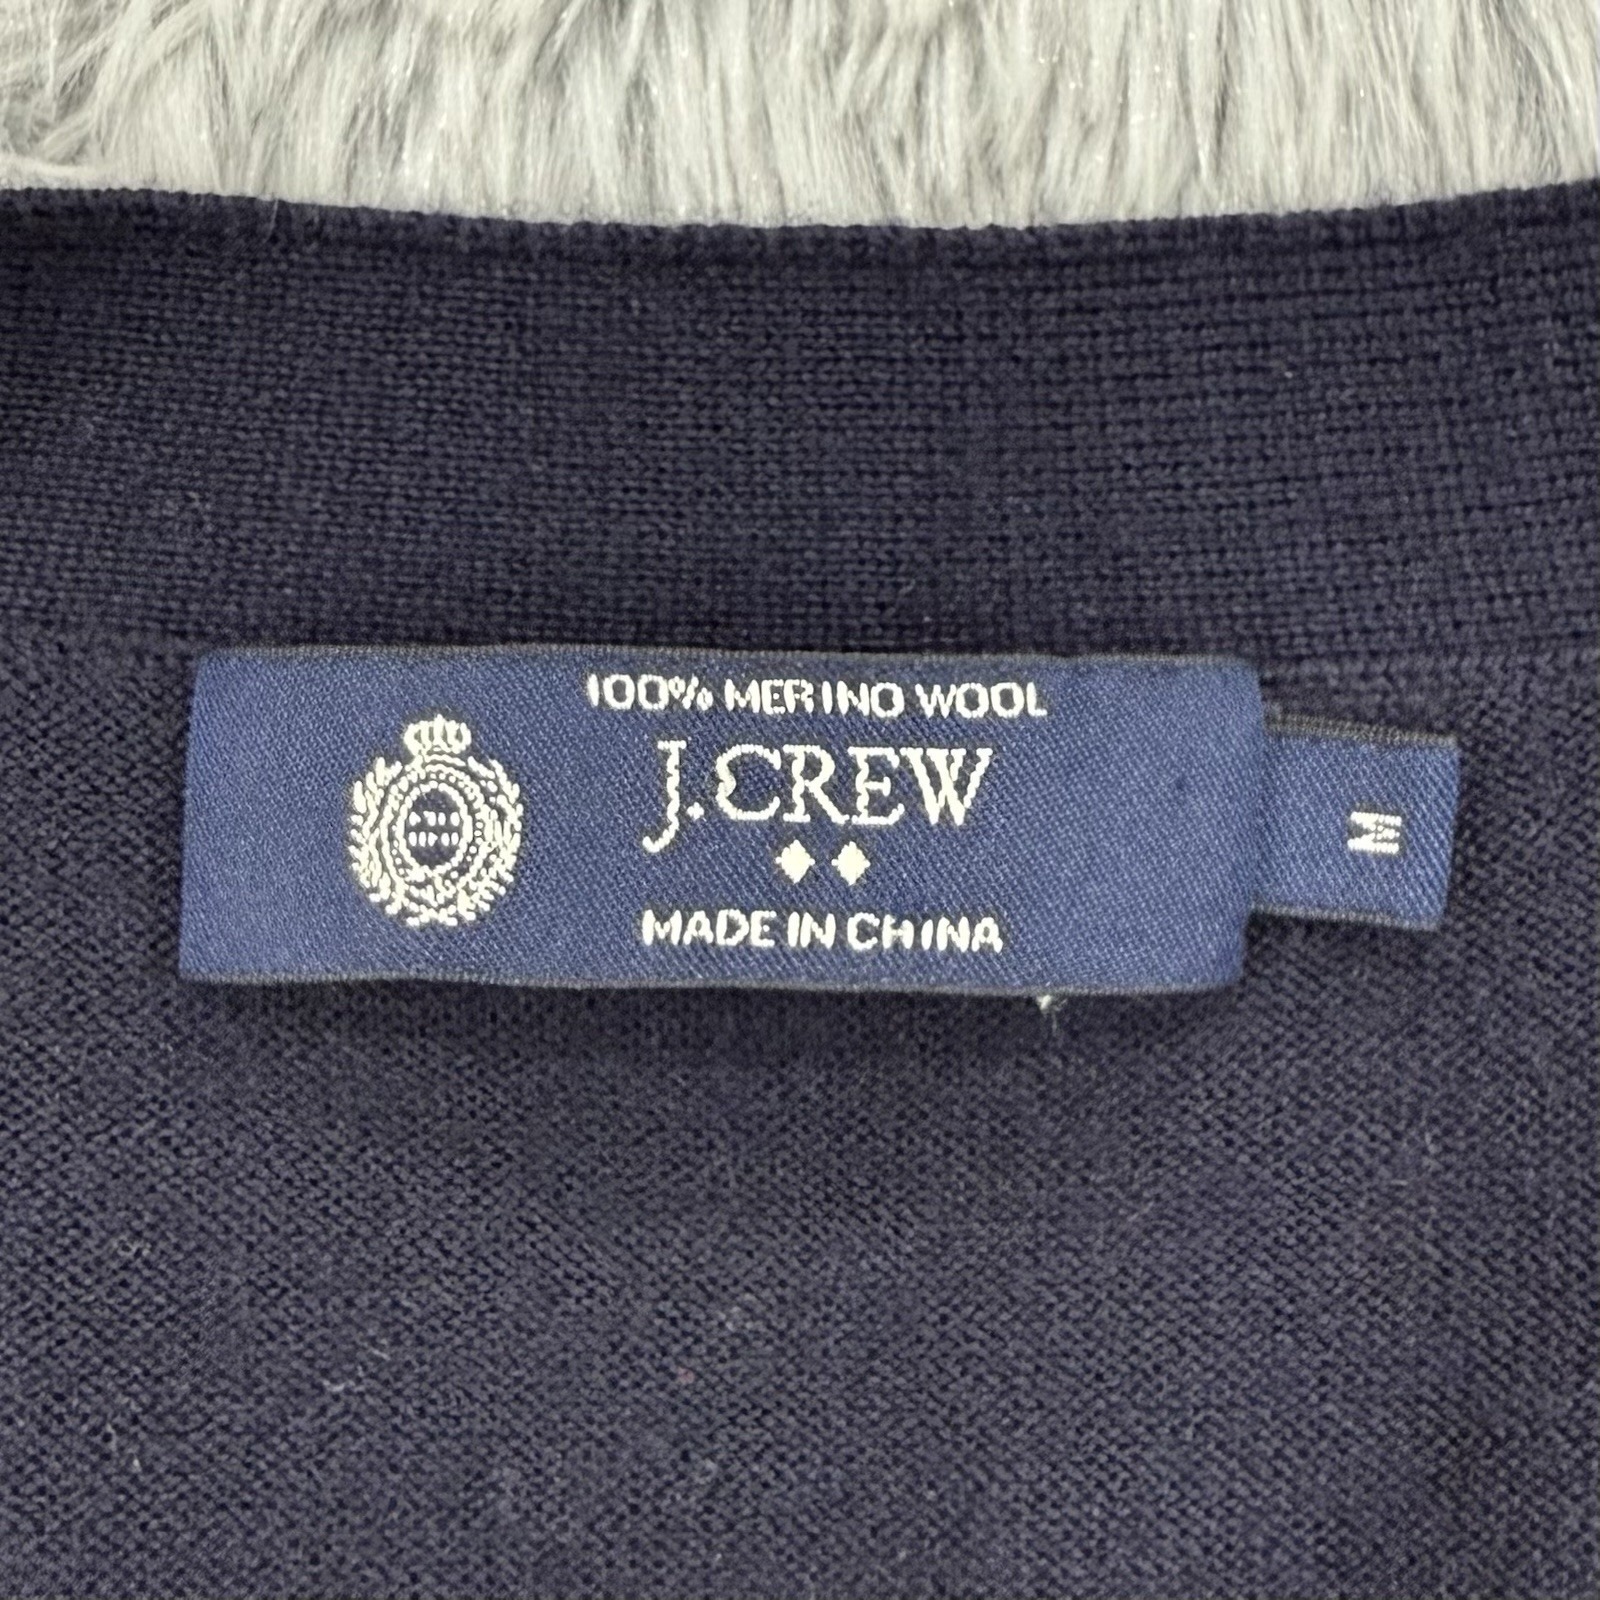 100% MERINO WOOL
J.CREW
MADE IN CHINA
M